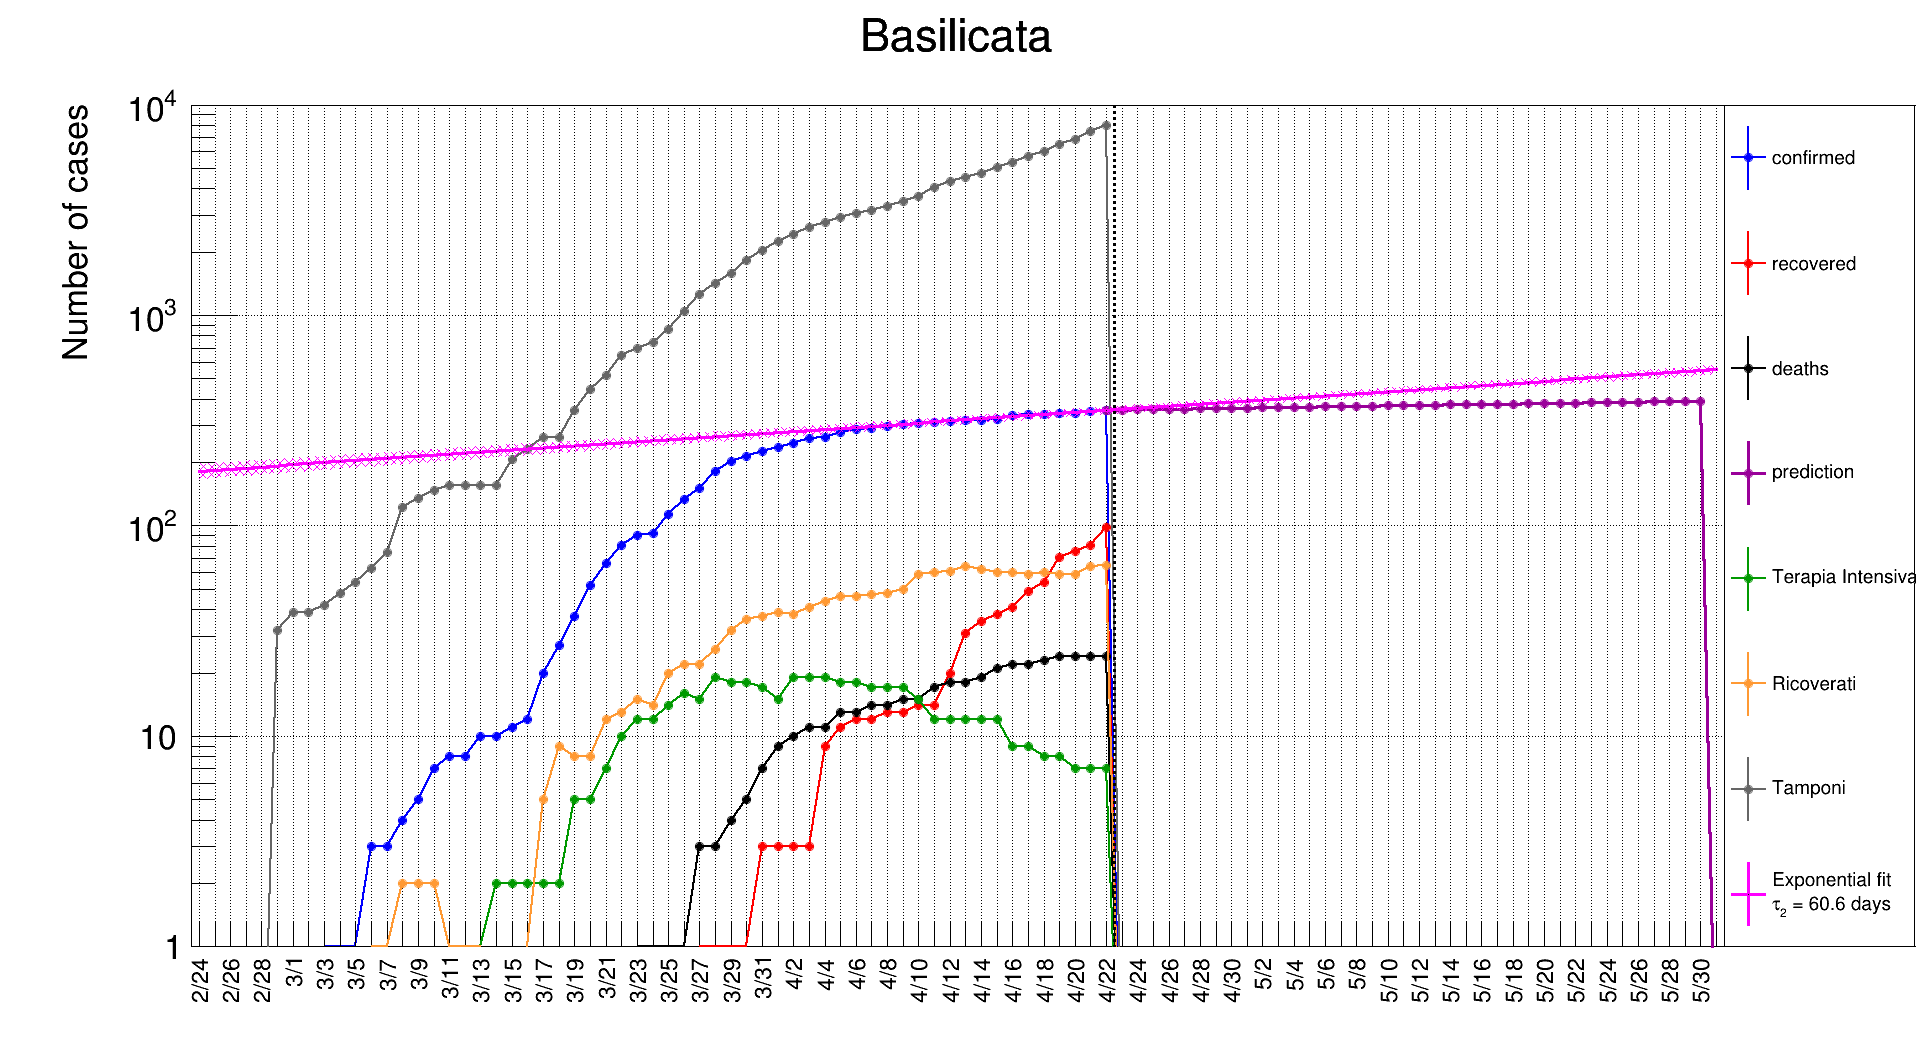 Basilicata
Number of cases
10^4
10^3
10^2
10
1
2/24 2/26 2/28 3/1 3/3 3/5 3/7 3/9 3/11 3/13 3/15 3/17 3/19 3/21 3/23 3/25 3/27 3/29 3/31 4/2 4/4 4/6 4/8 4/10 4/12 4/14 4/16 4/18 4/20 4/22 4/24 4/26 4/28 4/30 5/2 5/4 5/6 5/8 5/10 5/12 5/14 5/16 5/18 5/20 5/22 5/24 5/26 5/28 5/30
confirmed
recovered
deaths
prediction
Terapia Intensiva
Ricoverati
Tamponi
Exponential fit
τ_2 = 60.6 days